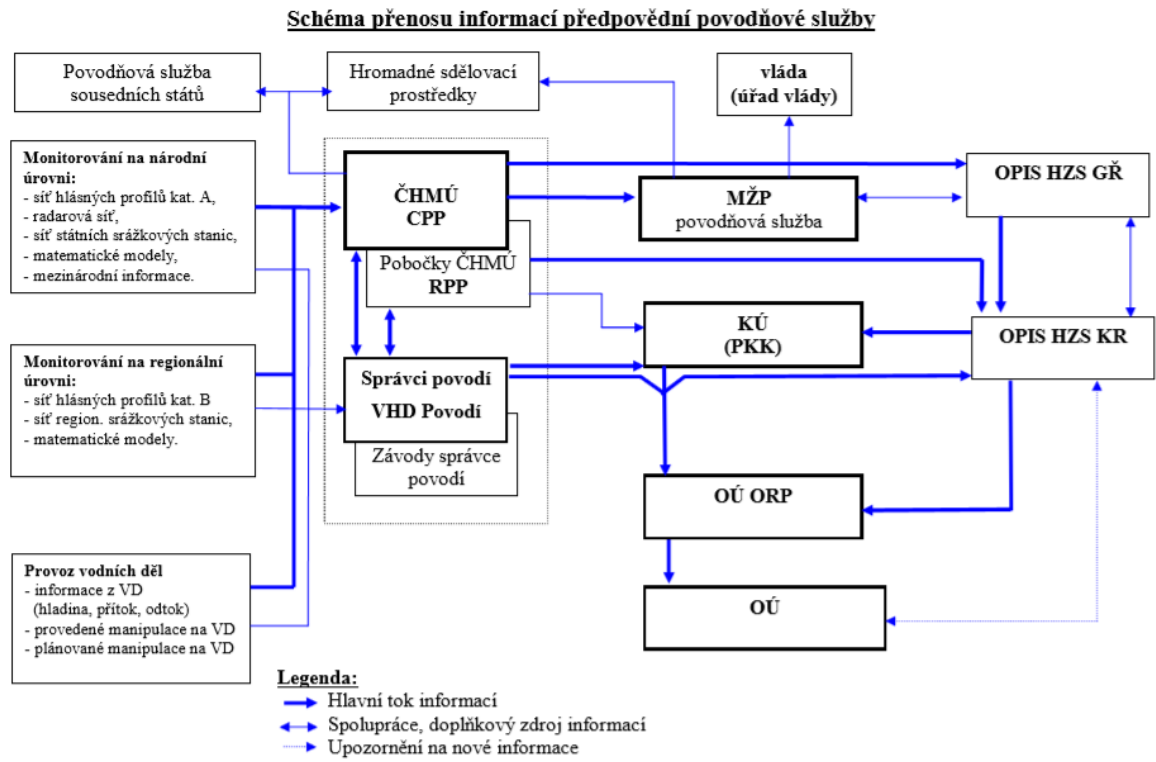 Schéma přenosu informací předpovědní povodňové služby
Povodňová služba
sousedních států
Hromadné sdělovací
prostředky
vláda
(úřad vlády)
Monitorování na národní
úrovni:
- síť hlásných profilů kat. A,
- radarová síť,
- síť státních srážkových stanic,
- matematické modely,
- mezinárodní informace.
ČHMÚ
CPP
Pobočky ČHMÚ
RPP
MŽP
povodňová služba
OPIS HZS GŘ
KÚ
(PKK)
OPIS HZS KR
Monitorování na regionální
úrovni:
- síť hlásných profilů kat. B
- síť region. srážkových stanic,
- matematické modely.
Správci povodí
VHD Povodí
Závody správce
povodí
OÚ ORP
Provoz vodních děl
- informace z VD
(hladina, přítok, odtok)
- provedené manipulace na VD
- plánované manipulace na VD
OÚ
Legenda:
Hlavní tok informací
Spolupráce, doplňkový zdroj informací
Upozornění na nové informace